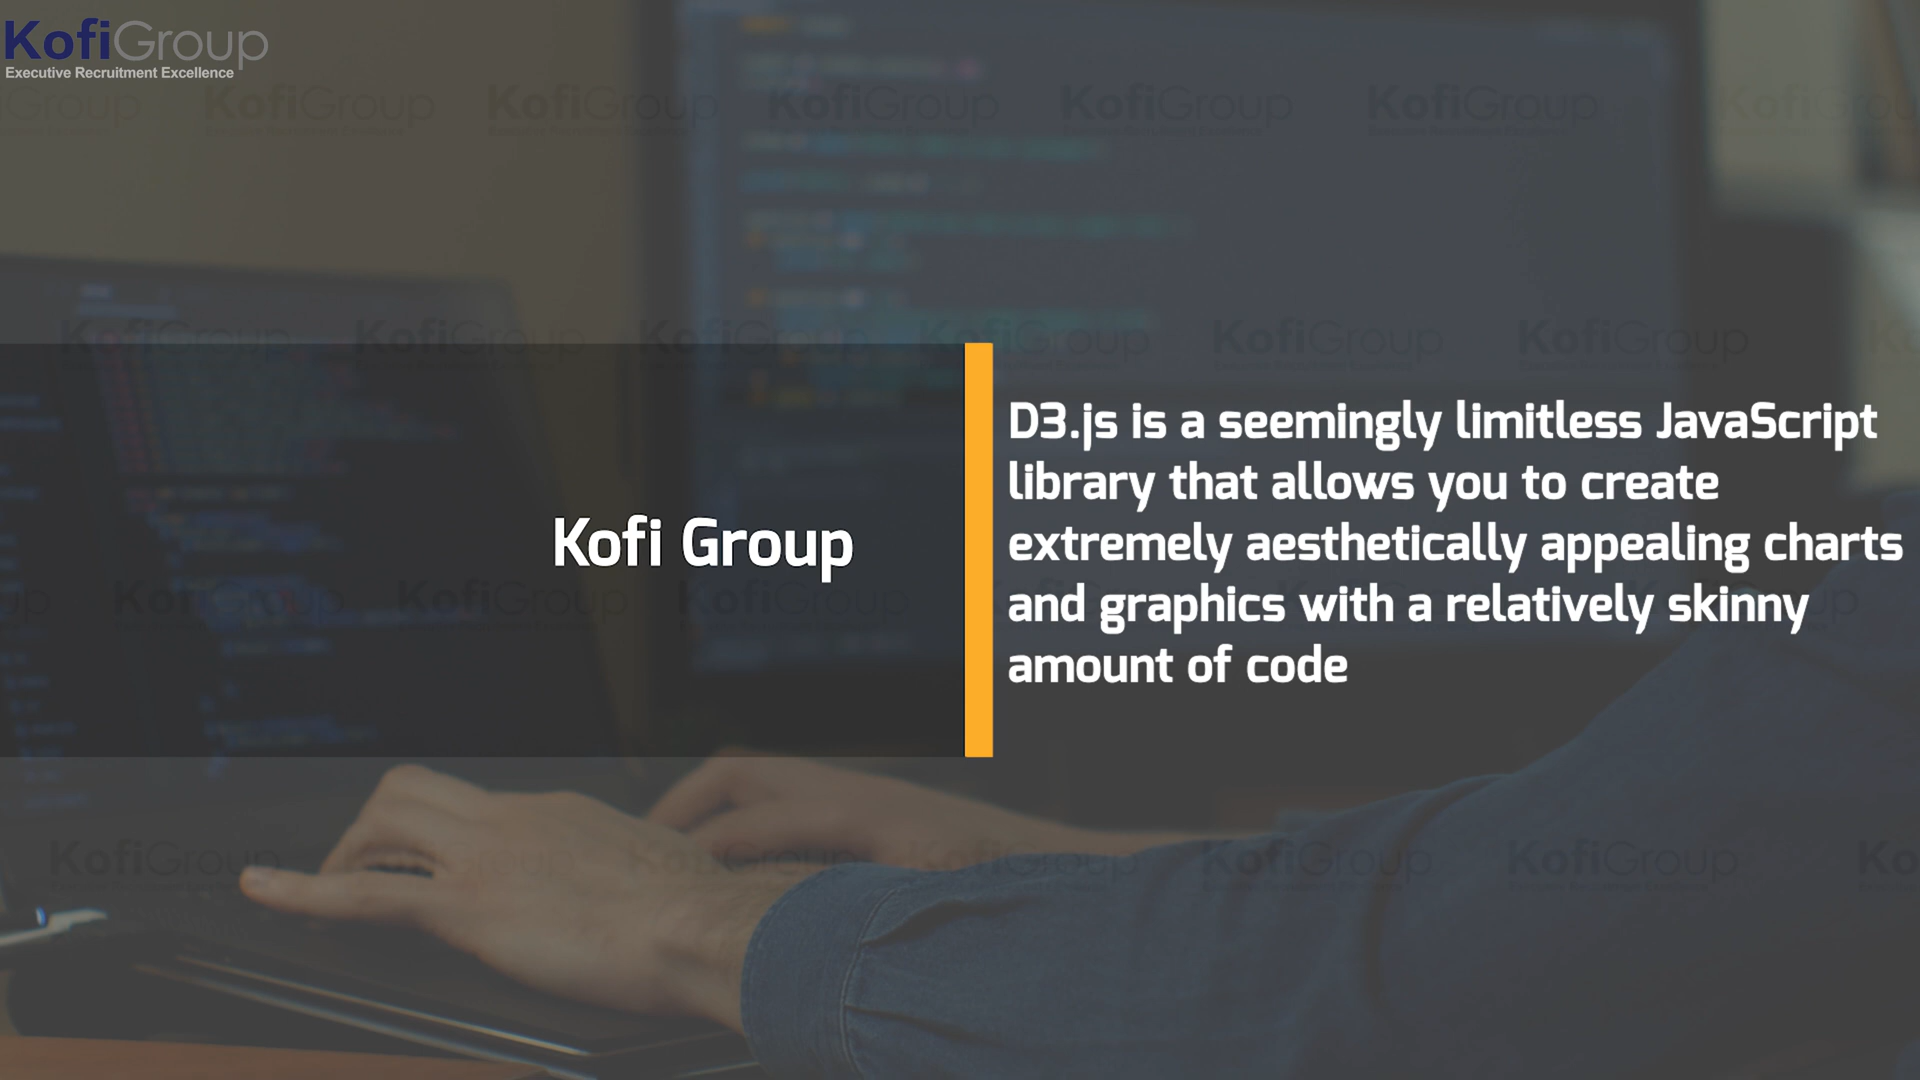 KofiGroup
Executive Recruitment Excellence
Kofi Group
D3.js is a seemingly limitless JavaScript
library that allows you to create
extremely aesthetically appealing charts
and graphics with a relatively skinny
amount of code